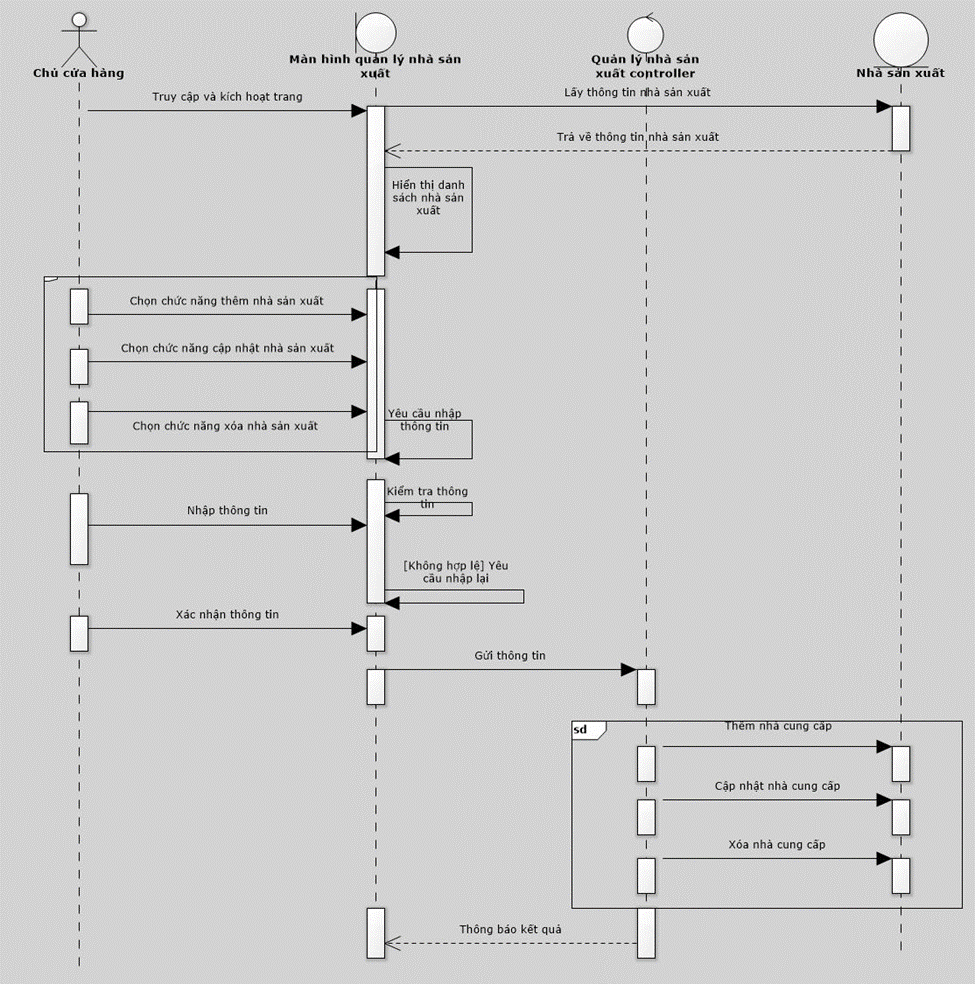 Chủ cửa hàng
Màn hình quản lý nhà sản
xuất
Quản lý nhà sản
xuất controller
Nhà sản xuất
Truy cập và kích hoạt trang
Lấy thông tin nhà sản xuất
Trả về thông tin nhà sản xuất
Hiển thị danh
sách nhà sản
xuất
Chọn chức năng thêm nhà sản xuất
Chọn chức năng cập nhật nhà sản xuất
Chọn chức năng xóa nhà sản xuất
Yêu cầu nhập
thông tin
Kiểm tra thông
tin
Nhập thông tin
[Không hợp lệ] Yêu
cầu nhập lại
Xác nhận thông tin
Gửi thông tin
sd
Thêm nhà cung cấp
Cập nhật nhà cung cấp
Xóa nhà cung cấp
Thông báo kết quả